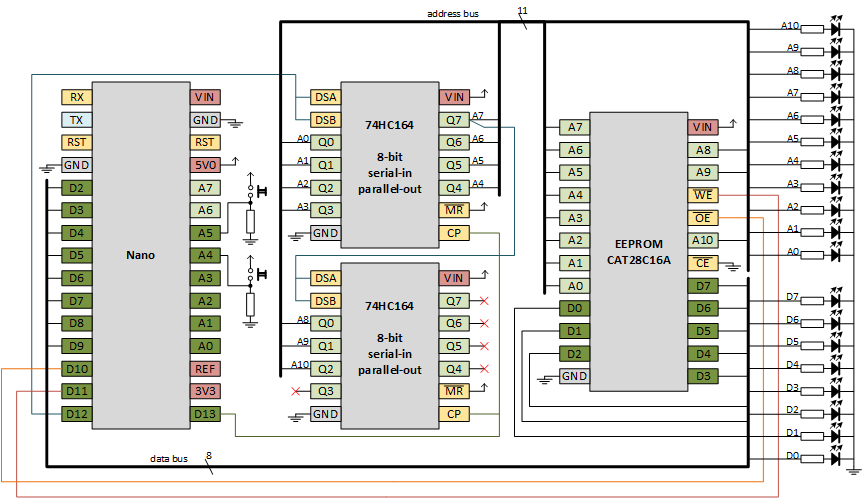 address bus
11
Nano
RX
TX
RST
GND
D2
D3
D4
D5
D6
D7
D8
D9
D10
D11
D12
VIN
GND
RST
5V0
A7
A6
A5
A4
A3
A2
A1
A0
REF
3V3
D13
74HC164
8-bit
serial-in
parallel-out
DSA
DSB
Q0
Q1
Q2
Q3
GND
VIN
Q7
Q6
Q5
Q4
MR
CP
A0
A1
A2
A3
A7
A6
A5
A4
74HC164
8-bit
serial-in
parallel-out
DSA
DSB
Q0
Q1
Q2
Q3
GND
VIN
Q7
Q6
Q5
Q4
MR
CP
A8
A9
A10
EEPROM
CAT28C16A
A7
A6
A5
A4
A3
A2
A1
A0
D0
D1
D2
GND
VIN
A8
A9
WE
OE
A10
CE
D7
D6
D5
D4
D3
A10
A9
A8
A7
A6
A5
A4
A3
A2
A1
A0
D7
D6
D5
D4
D3
D2
D1
D0
data bus
8